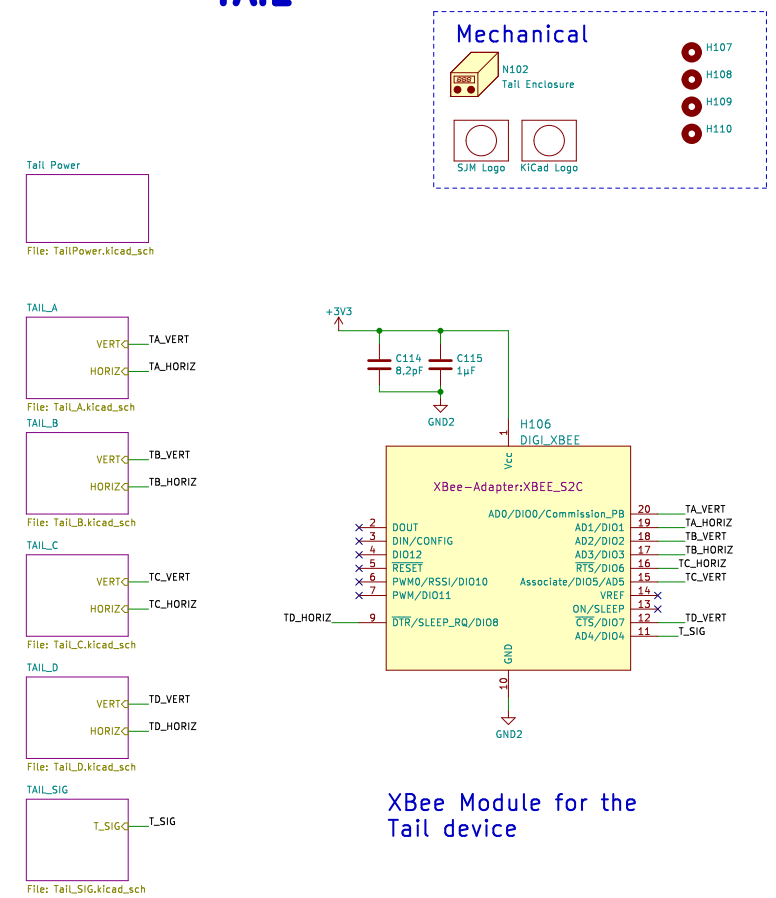 TAIL
Mechanical
N102
Tail Enclosure
H107
H108
H109
H110
SJM Logo
KiCad Logo
Tail Power
File: TailPower.kicad_sch
TAIL_A
VERT
TA_VERT
HORIZ
TA_HORIZ
File: Tail_A.kicad_sch
TAIL_B
VERT
TB_VERT
HORIZ
TB_HORIZ
File: Tail_B.kicad_sch
TAIL_C
VERT
TC_VERT
HORIZ
TC_HORIZ
File: Tail_C.kicad_sch
TAIL_D
VERT
TD_VERT
HORIZ
TD_HORIZ
File: Tail_D.kicad_sch
TAIL_SIG
T_SIG
T_SIG
File: Tail_SIG.kicad_sch
+3V3
C114
8,2pF
C115
1µF
GND2
H106
DIGI_XBEE
1
Vcc
XBee-Adapter:XBEE_S2C
2 DOUT
3 DIN/CONFIG
4 DIO12
5 RESET
6 PWM0/RSSI/DIO10
7 PWM/DIO11
TD_HORIZ 9 DTR/SLEEP_RQ/DIO8
AD0/DIO0/Commission_PB 20 TA_VERT
AD1/DIO1 19 TA_HORIZ
AD2/DIO2 18 TB_VERT
AD3/DIO3 17 TB_HORIZ
RTS/DIO6 16 TC_HORIZ
Associate/DIO5/AD5 15 TC_VERT
VREF 14
ON/SLEEP 13
CTS/DIO7 12 TD_VERT
AD4/DIO4 11 T_SIG
GND
10
GND2
XBee Module for the
Tail device